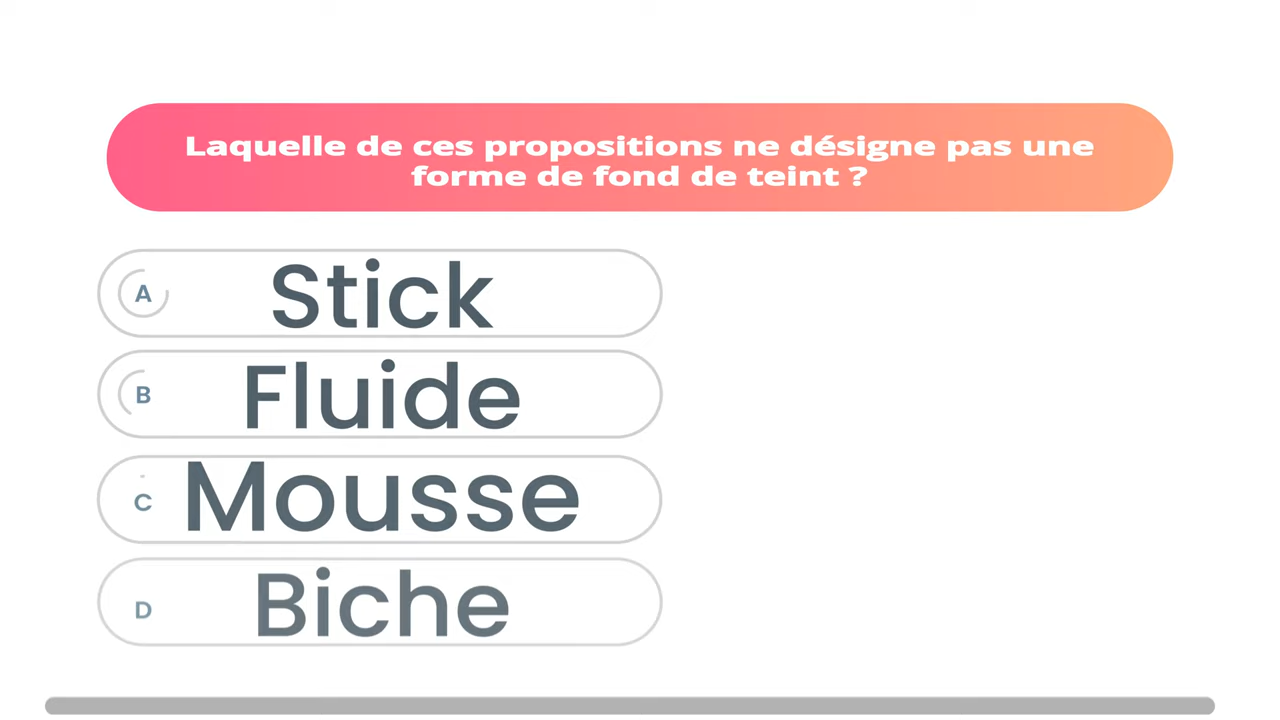 Laquelle de ces propositions ne désigne pas une
forme de fond de teint ?
A Stick
B Fluide
C Mousse
D Biche